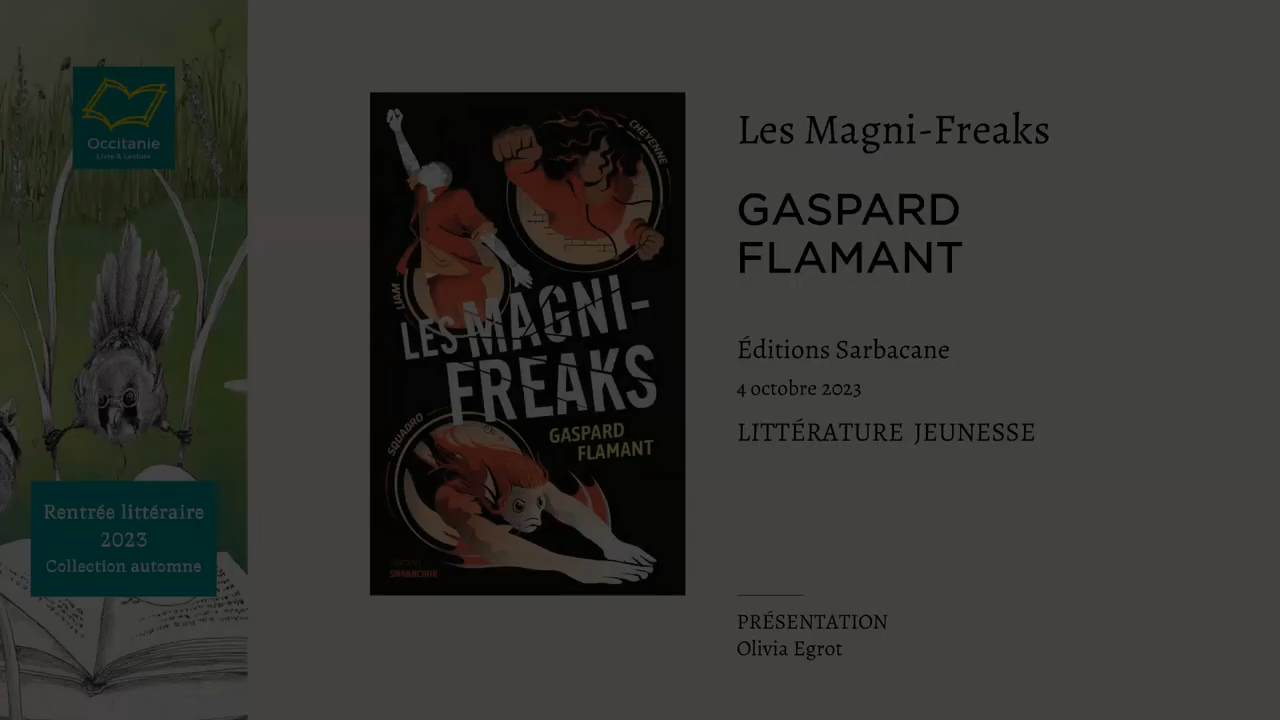 Occitanie
Livre & Lecture
Rentrée littéraire
2023
Collection automne
CHEYENNE
LIAM
LES MAGNI-
FREAKS
SQUADRO
GASPARD
FLAMANT
SARBACANE
Les Magni-Freaks
GASPARD
FLAMANT
Éditions Sarbacane
4 octobre 2023
LITTÉRATURE JEUNESSE
PRÉSENTATION
Olivia Egrot